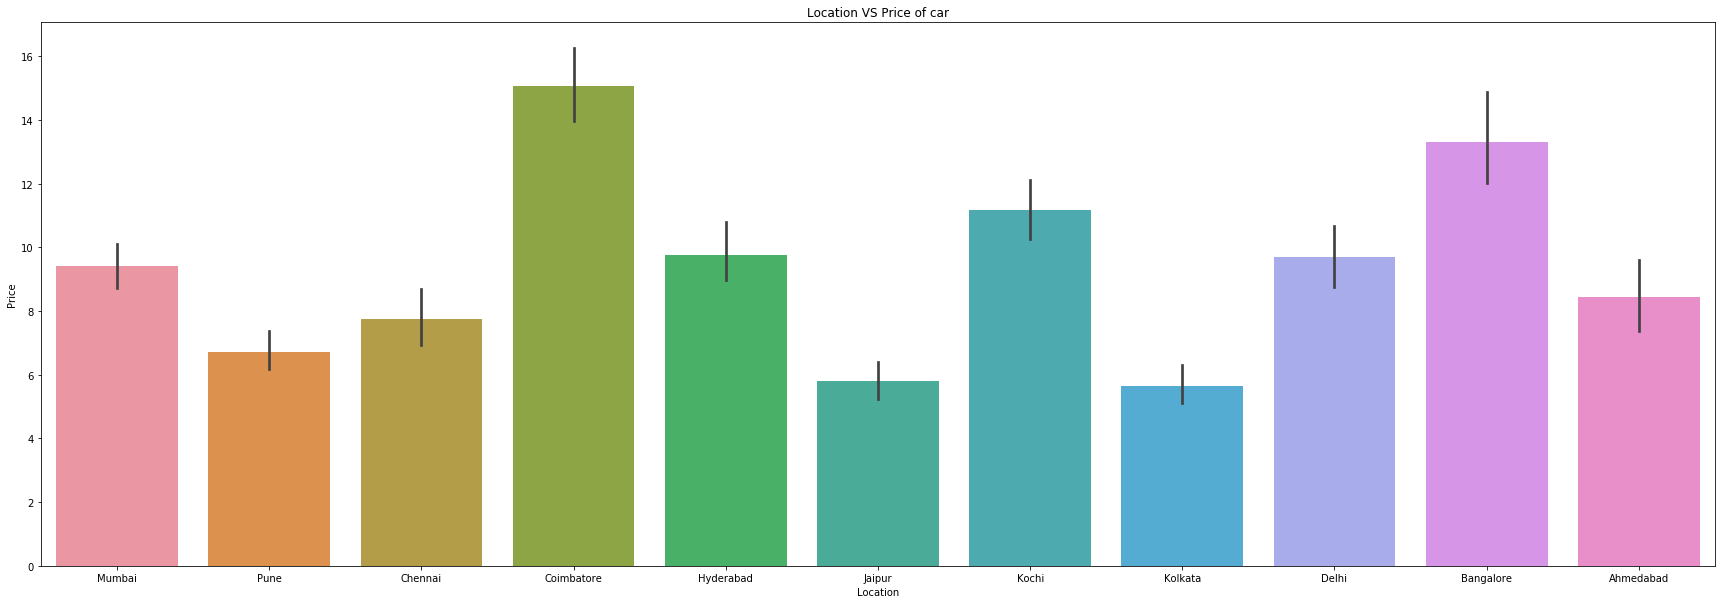 Location VS Price of car
Price
16
14
12
10
8
6
4
2
0
Mumbai Pune Chennai Coimbatore Hyderabad Jaipur Kochi Kolkata Delhi Bangalore Ahmedabad
Location